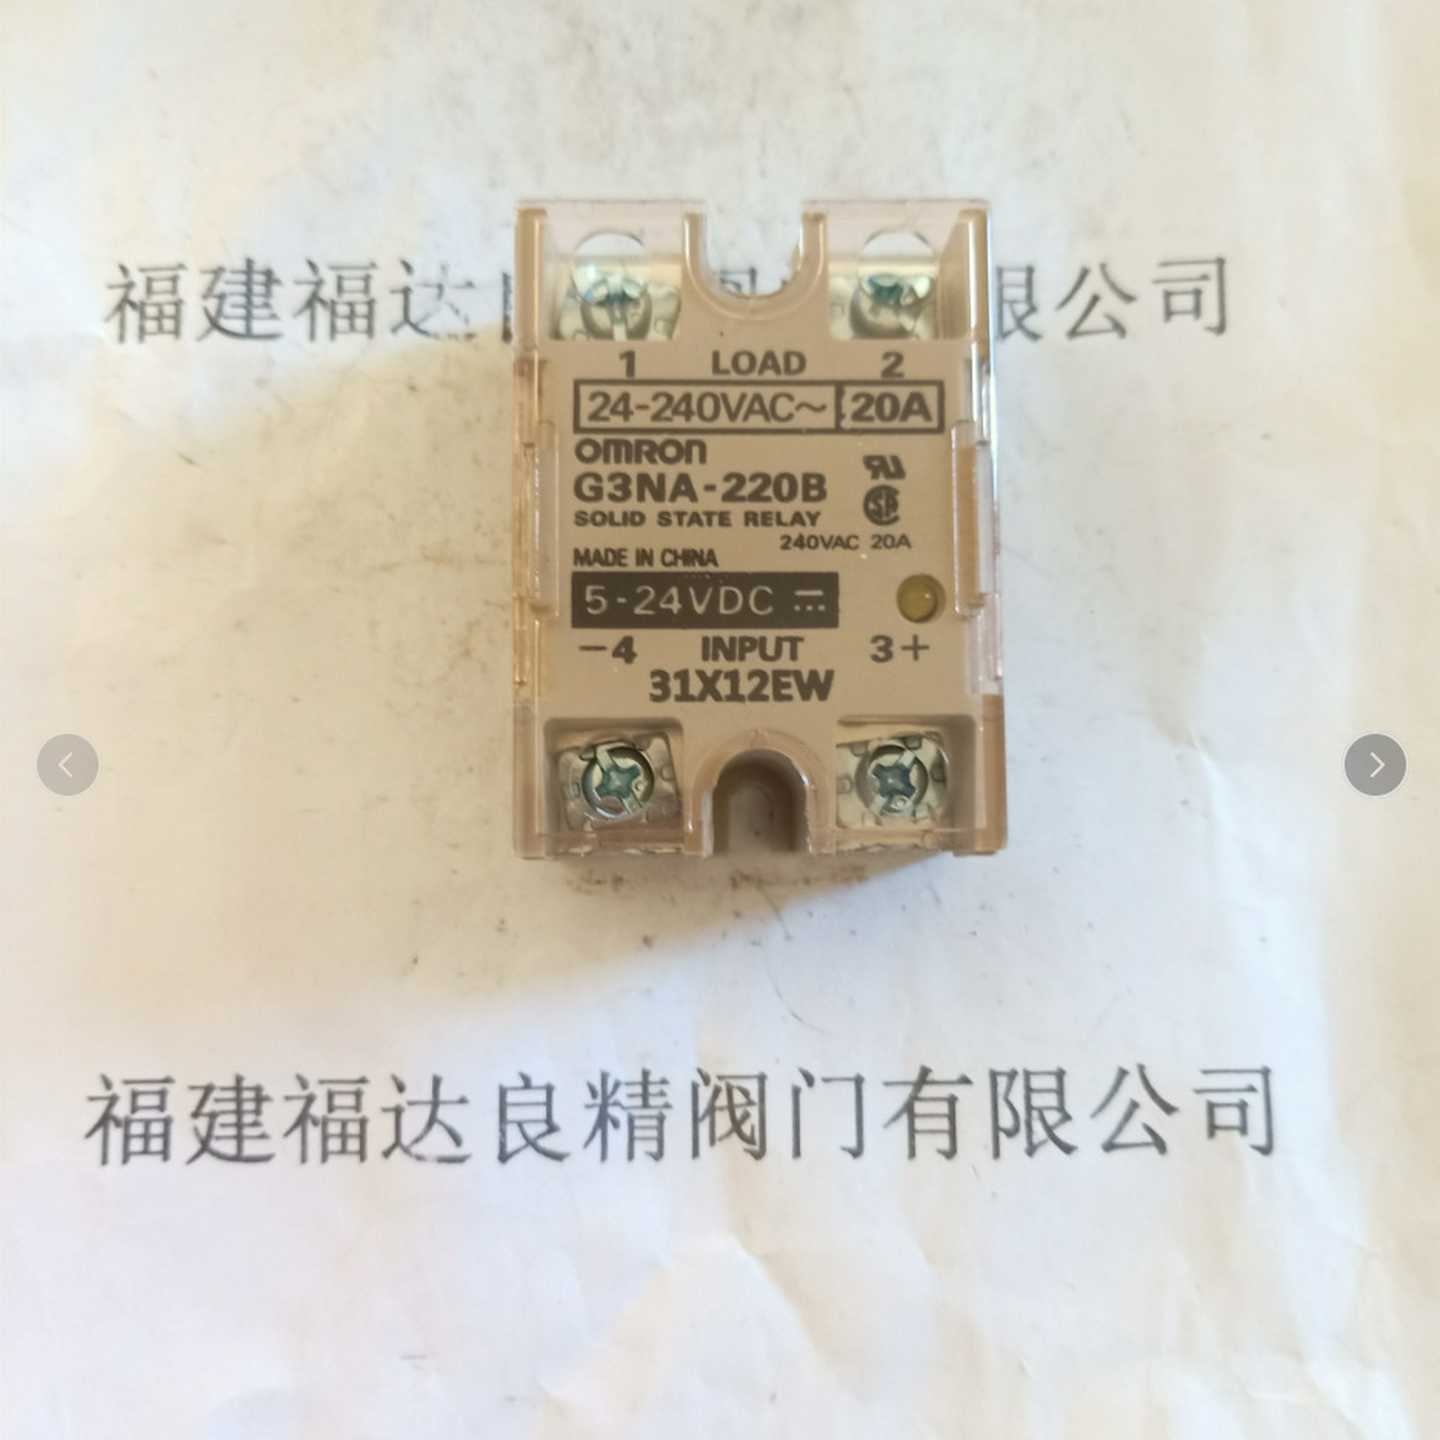 福建福达 限公司
1 LOAD 2
24-240VAC~ 20A
OMRON
G3NA-220B
SOLID STATE RELAY
240VAC 20A
MADE IN CHINA
5-24VDC
-4 INPUT 3+
31X12EW
福建福达良精阀门有限公司